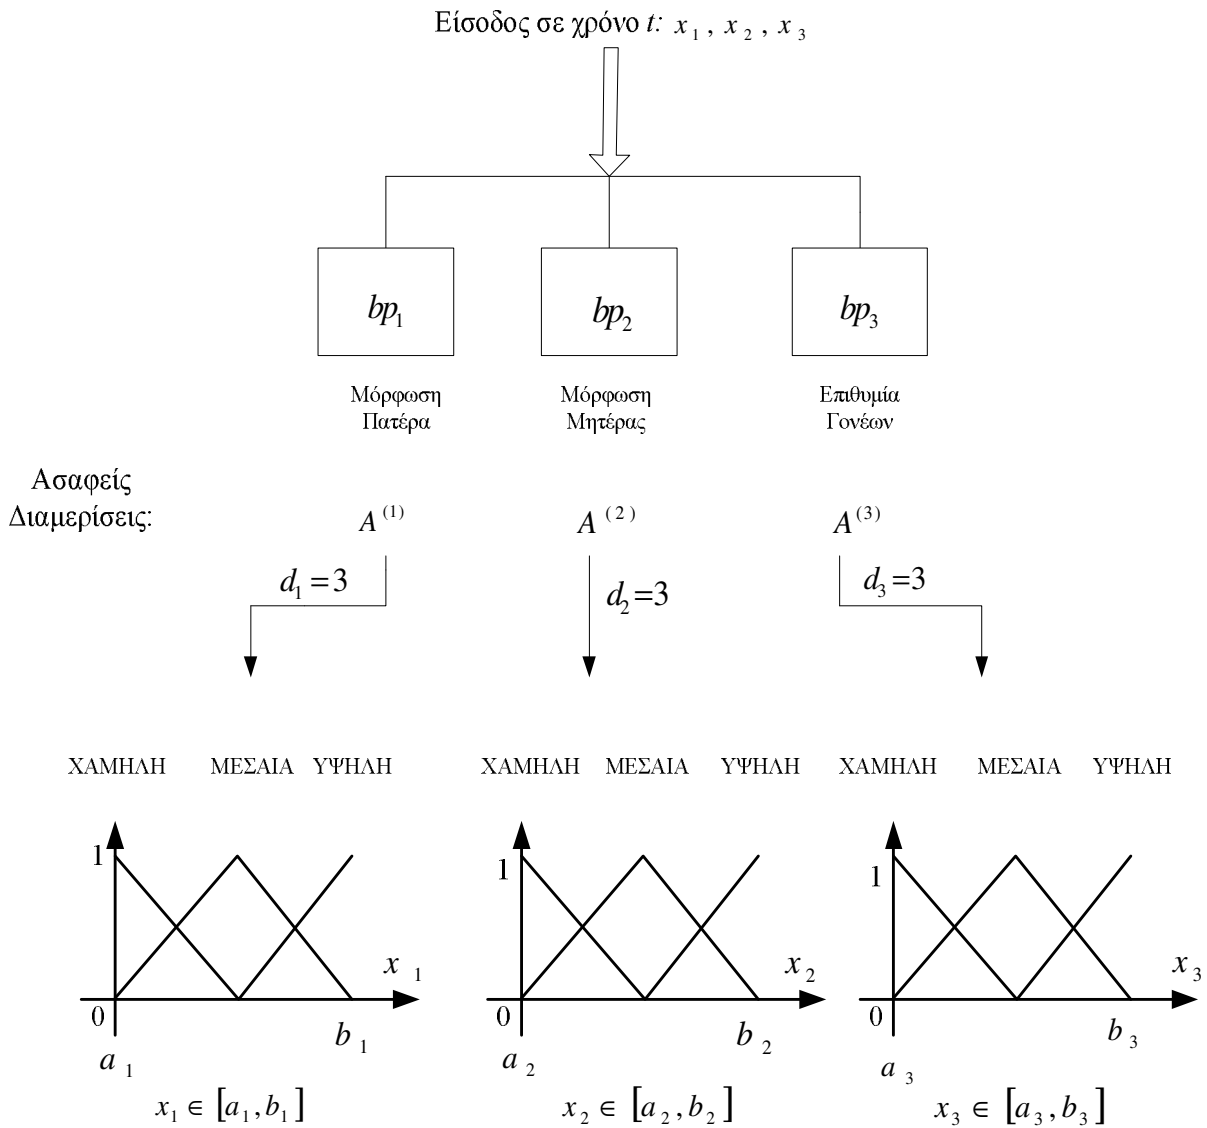 Είσοδος σε χρόνο t: x₁ , x₂ , x₃
bp₁ bp₂ bp₃
Μόρφωση Μόρφωση Επιθυμία
Πατέρα Μητέρας Γονέων
Ασαφείς
Διαμερίσεις: A⁽¹⁾ A⁽²⁾ A⁽³⁾
d₁=3 d₂=3 d₃=3
ΧΑΜΗΛΗ ΜΕΣΑΙΑ ΥΨΗΛΗ ΧΑΜΗΛΗ ΜΕΣΑΙΑ ΥΨΗΛΗ ΧΑΜΗΛΗ ΜΕΣΑΙΑ ΥΨΗΛΗ
1 1 1
x₁ x₂ x₃
0 b₁ 0 b₂ 0 b₃
a₁ a₂ a₃
x₁ ∈ [a₁,b₁] x₂ ∈ [a₂,b₂] x₃ ∈ [a₃,b₃]